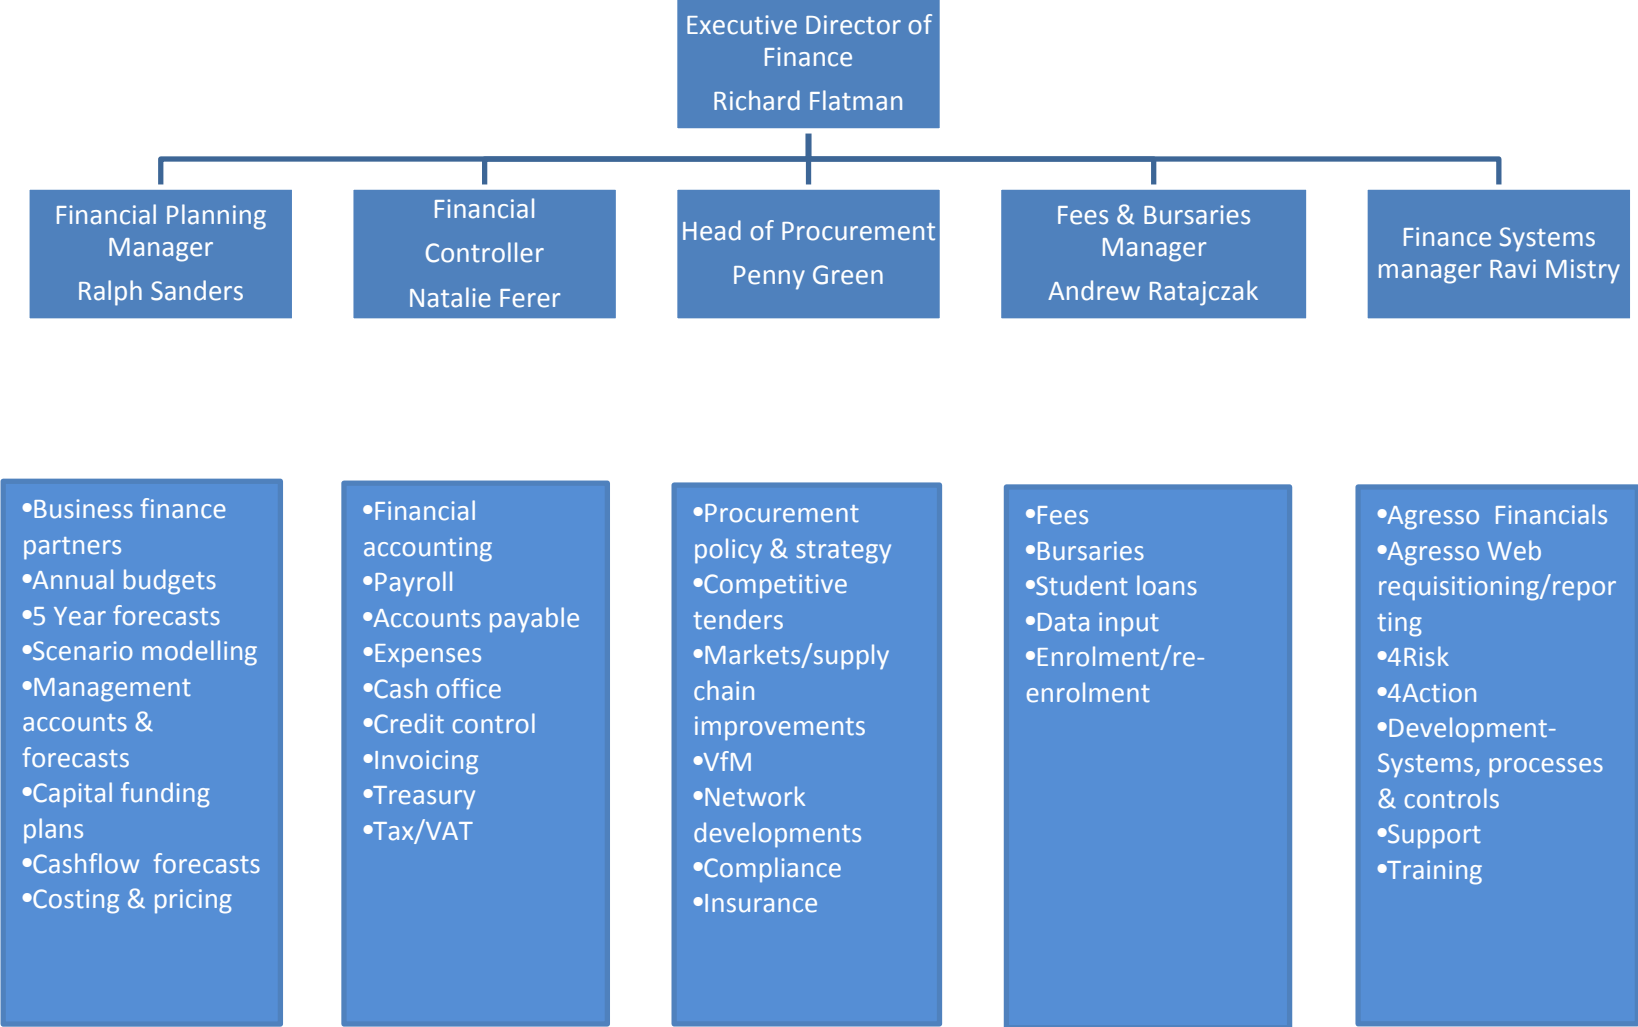 Executive Director of
Finance
Richard Flatman
Financial Planning
Manager
Ralph Sanders
Financial
Controller
Natalie Ferer
Head of Procurement
Penny Green
Fees & Bursaries
Manager
Andrew Ratajczak
Finance Systems
manager Ravi Mistry
•Business finance
partners
•Annual budgets
•5 Year forecasts
•Scenario modelling
•Management
accounts &
forecasts
•Capital funding
plans
•Cashflow  forecasts
•Costing & pricing
•Financial
accounting
•Payroll
•Accounts payable
•Expenses
•Cash office
•Credit control
•Invoicing
•Treasury
•Tax/VAT
•Procurement
policy & strategy
•Competitive
tenders
•Markets/supply
chain
improvements
•VfM
•Network
developments
•Compliance
•Insurance
•Fees
•Bursaries
•Student loans
•Data input
•Enrolment/re-
enrolment
•Agresso  Financials
•Agresso Web
requisitioning/repor
ting
•4Risk
•4Action
•Development-
Systems, processes
& controls
•Support
•Training